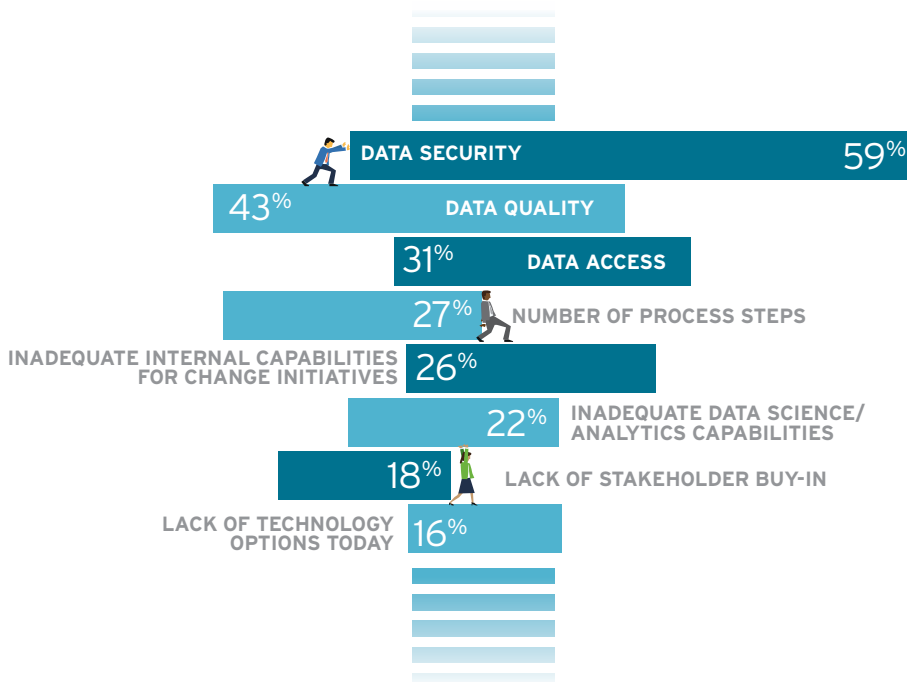 DATA SECURITY 59%
43% DATA QUALITY
31% DATA ACCESS
27% NUMBER OF PROCESS STEPS
INADEQUATE INTERNAL CAPABILITIES
FOR CHANGE INITIATIVES
26%
22%
INADEQUATE DATA SCIENCE/
ANALYTICS CAPABILITIES
18% LACK OF STAKEHOLDER BUY-IN
LACK OF TECHNOLOGY
OPTIONS TODAY
16%